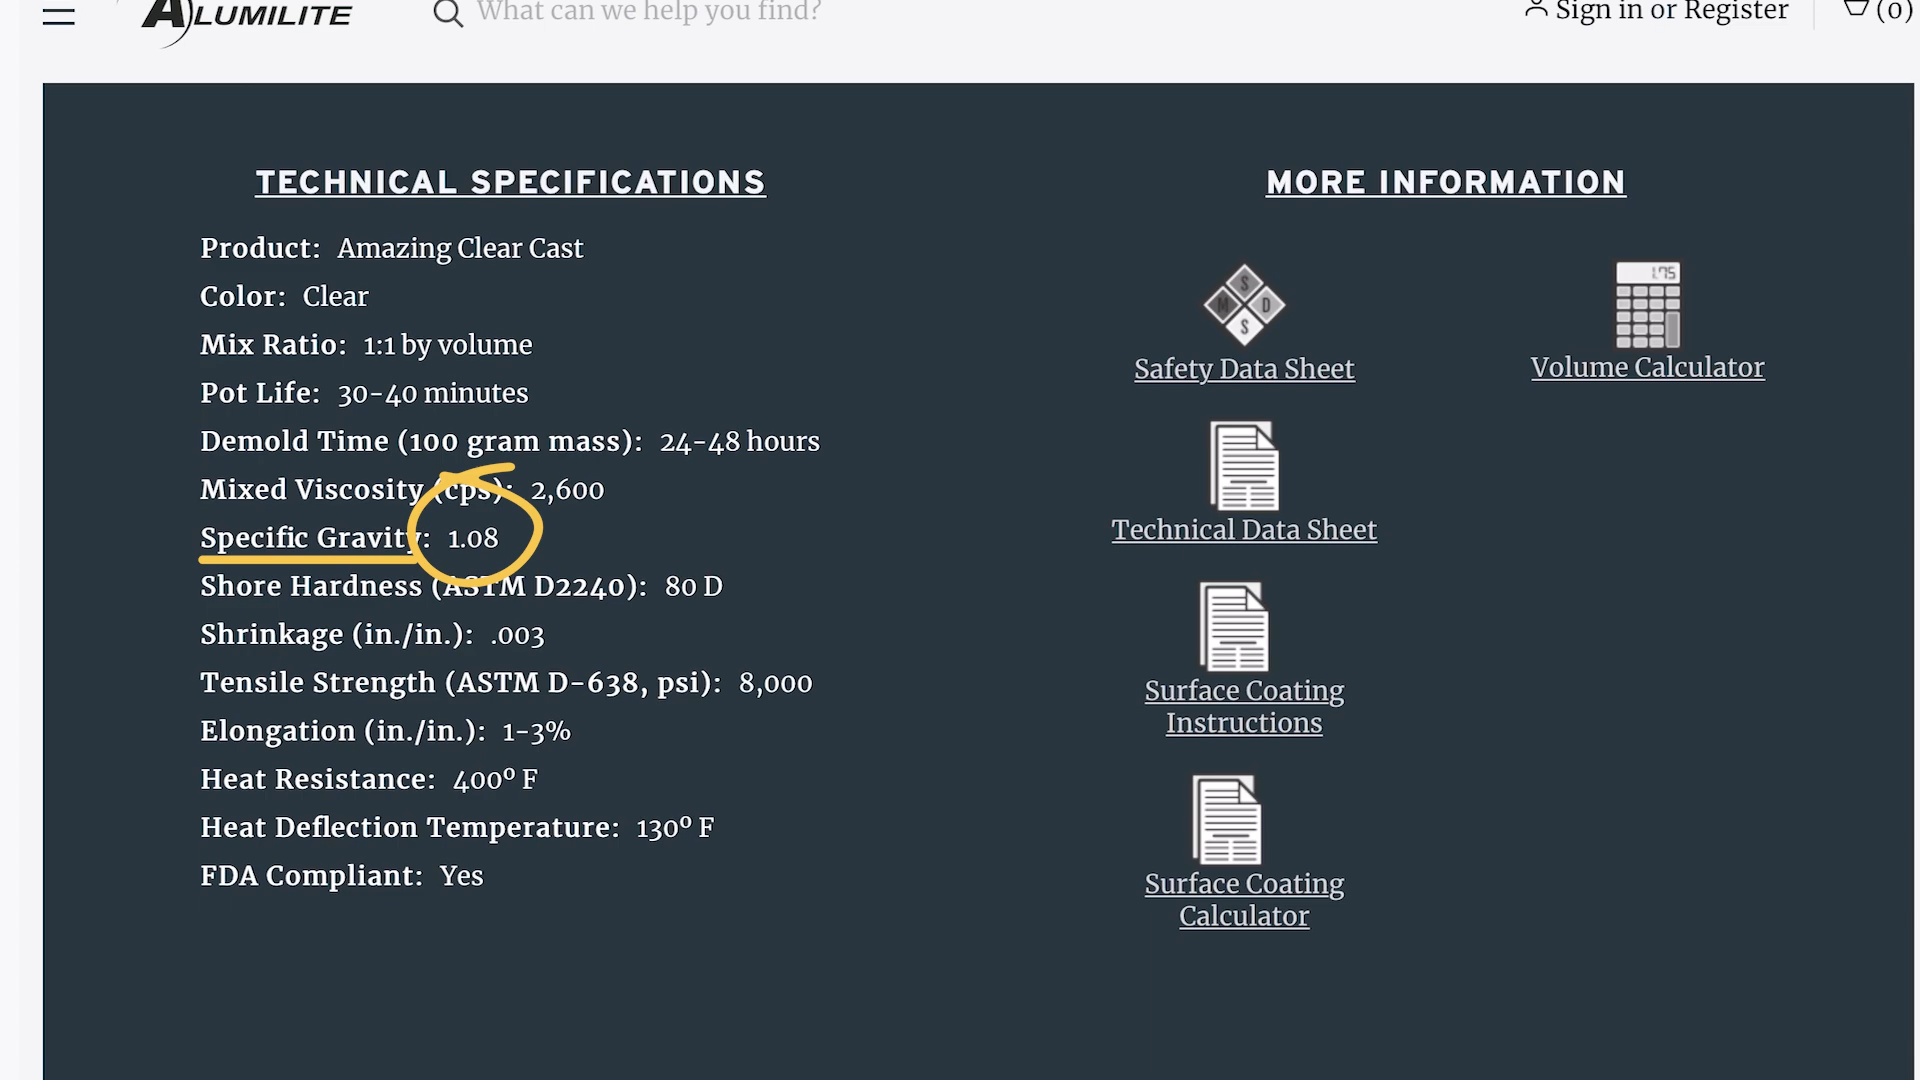 ALUMILITE
What can we help you find?
Sign in or Register
(0)
TECHNICAL SPECIFICATIONS
Product: Amazing Clear Cast
Color: Clear
Mix Ratio: 1:1 by volume
Pot Life: 30-40 minutes
Demold Time (100 gram mass): 24-48 hours
Mixed Viscosity (cps): 2,600
Specific Gravity: 1.08
Shore Hardness (ASTM D2240): 80 D
Shrinkage (in./in.): .003
Tensile Strength (ASTM D-638, psi): 8,000
Elongation (in./in.): 1-3%
Heat Resistance: 400º F
Heat Deflection Temperature: 130º F
FDA Compliant: Yes
MORE INFORMATION
S
M D
S
Safety Data Sheet
1.75
Volume Calculator
Technical Data Sheet
Surface Coating
Instructions
Surface Coating
Calculator